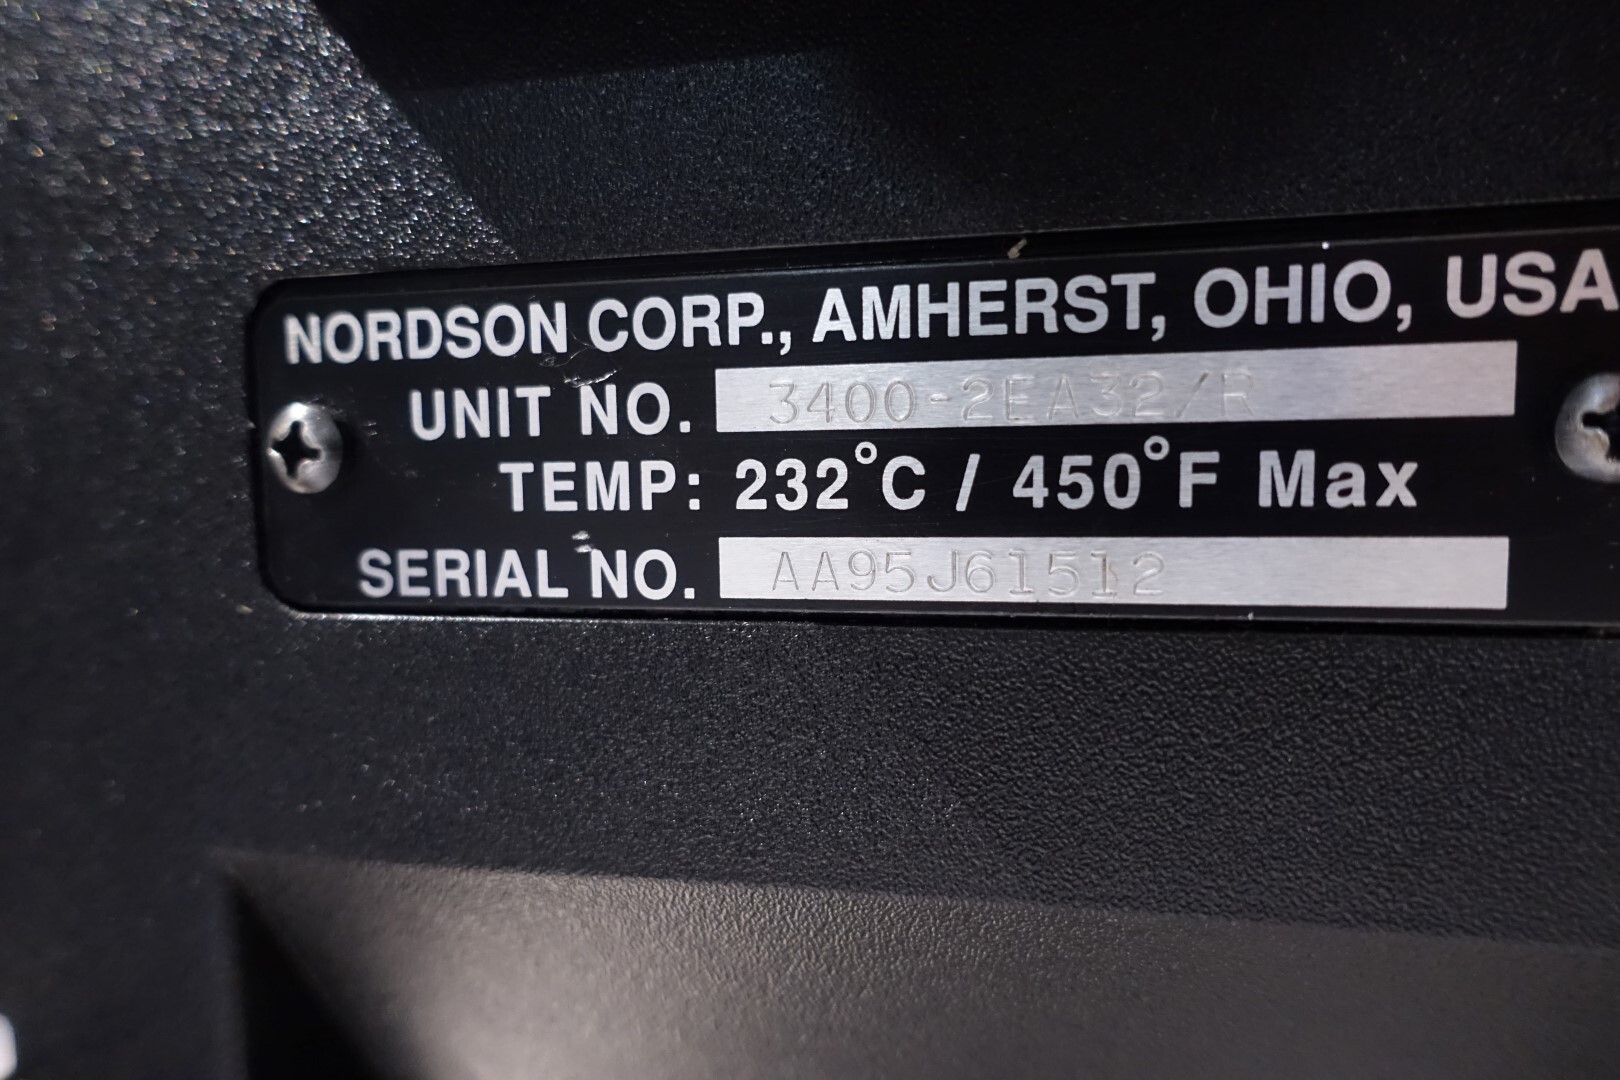 NORDSON CORP., AMHERST, OHIO, USA
UNIT NO. 3400-2EA32/R
TEMP: 232°C / 450°F Max
SERIAL NO. AA95J61512